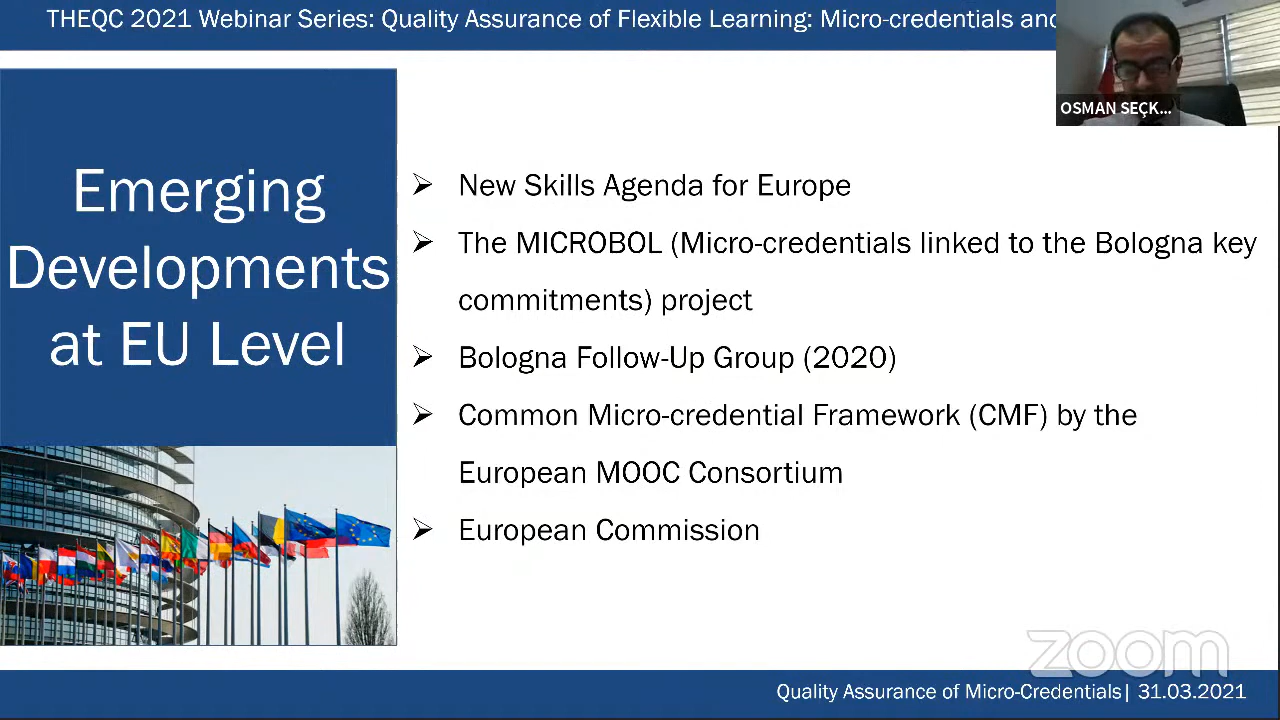 THEQC 2021 Webinar Series: Quality Assurance of Flexible Learning: Micro-credentials and
OSMAN SEÇK...
Emerging
Developments
at EU Level
➢ New Skills Agenda for Europe
➢ The MICROBOL (Micro-credentials linked to the Bologna key
commitments) project
➢ Bologna Follow-Up Group (2020)
➢ Common Micro-credential Framework (CMF) by the
European MOOC Consortium
➢ European Commission
zoom
Quality Assurance of Micro-Credentials| 31.03.2021